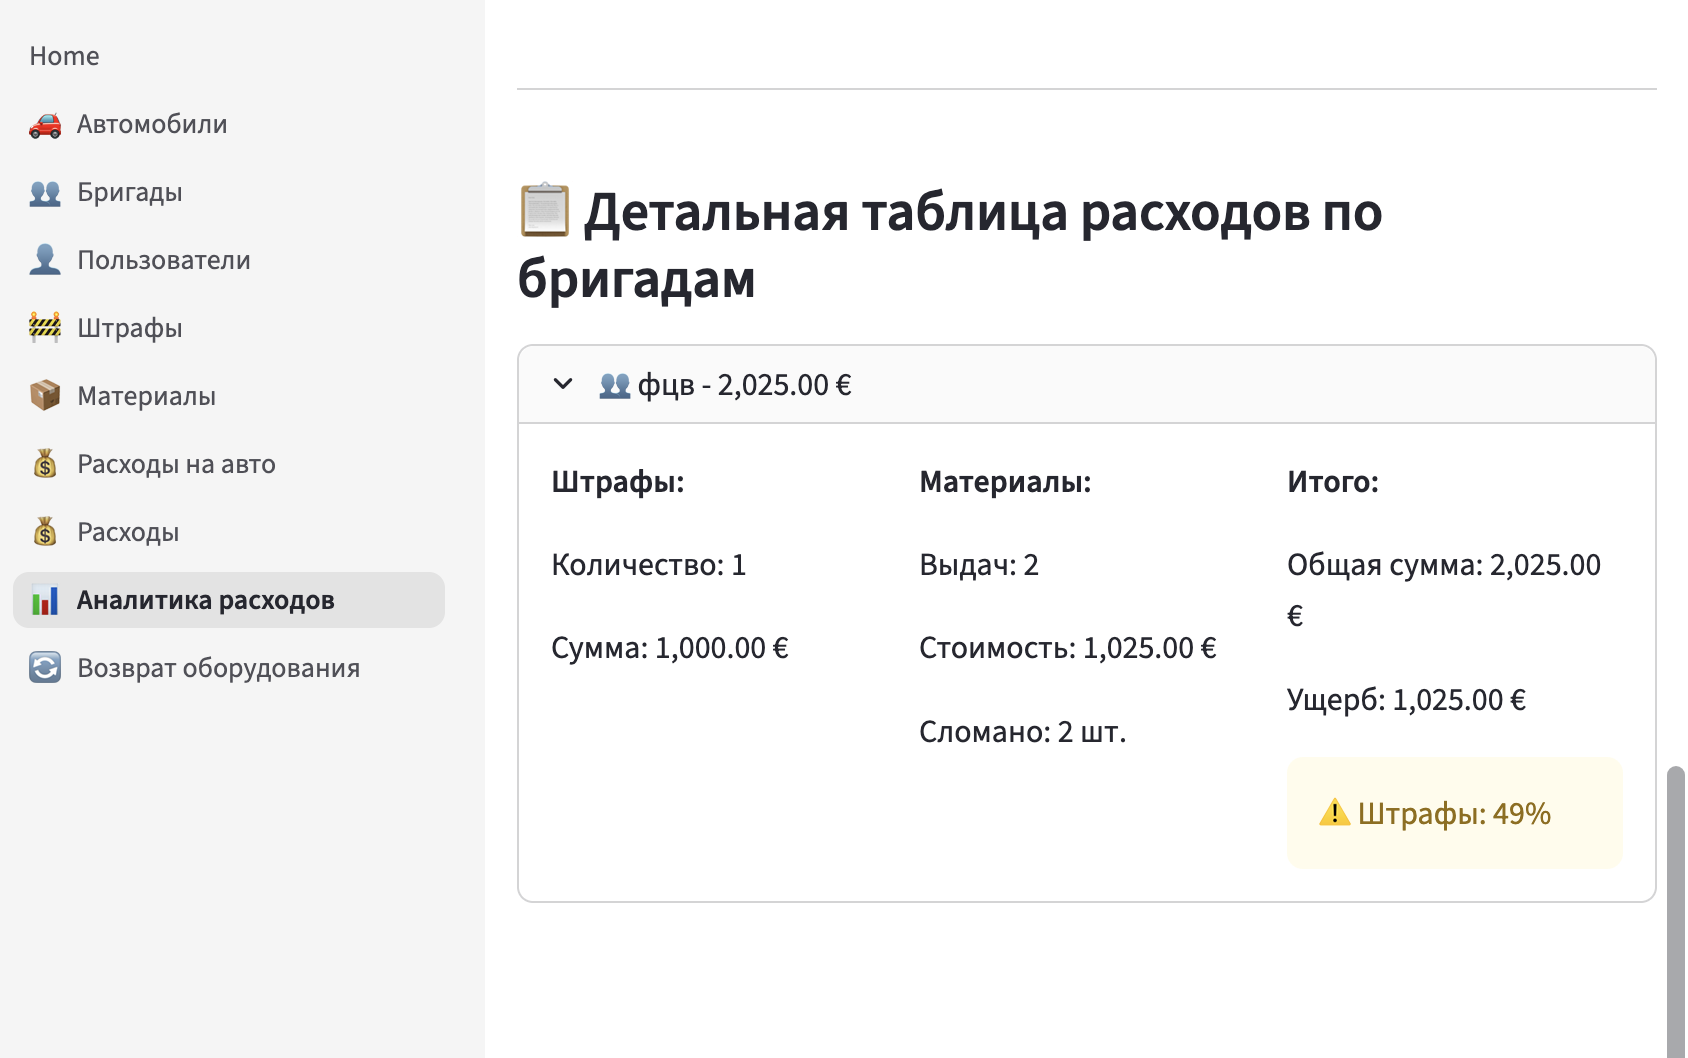 Home
Автомобили
Бригады
Пользователи
Штрафы
Материалы
Расходы на авто
Расходы
Аналитика расходов
Возврат оборудования
Детальная таблица расходов по
бригадам
фцв - 2,025.00 €
Штрафы:
Количество: 1
Сумма: 1,000.00 €
Материалы:
Выдач: 2
Стоимость: 1,025.00 €
Сломано: 2 шт.
Итого:
Общая сумма: 2,025.00
€
Ущерб: 1,025.00 €
⚠️ Штрафы: 49%